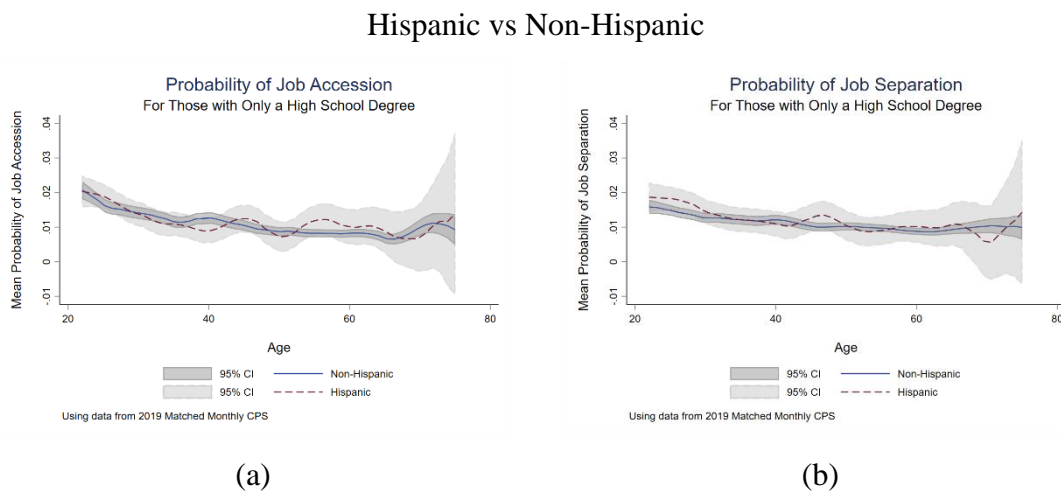 Hispanic vs Non-Hispanic
Probability of Job Accession
For Those with Only a High School Degree
Mean Probability of Job Accession
.04
.03
.02
.01
0
-.01
20
40
60
80
Age
95% CI
Non-Hispanic
95% CI
Hispanic
Using data from 2019 Matched Monthly CPS
(a)
Probability of Job Separation
For Those with Only a High School Degree
Mean Probability of Job Separation
.04
.03
.02
.01
0
-.01
20
40
60
80
Age
95% CI
Non-Hispanic
95% CI
Hispanic
Using data from 2019 Matched Monthly CPS
(b)